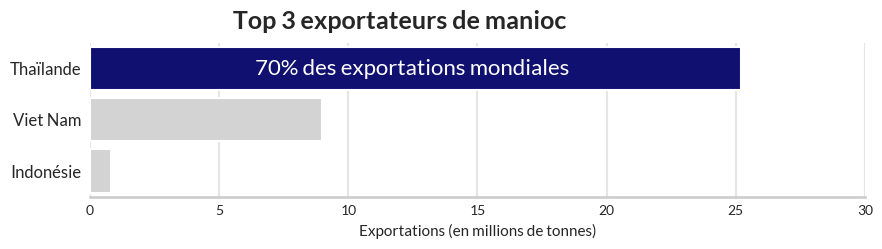 Top 3 exportateurs de manioc
Thaïlande
70% des exportations mondiales
Viet Nam
Indonésie
0 5 10 15 20 25 30
Exportations (en millions de tonnes)